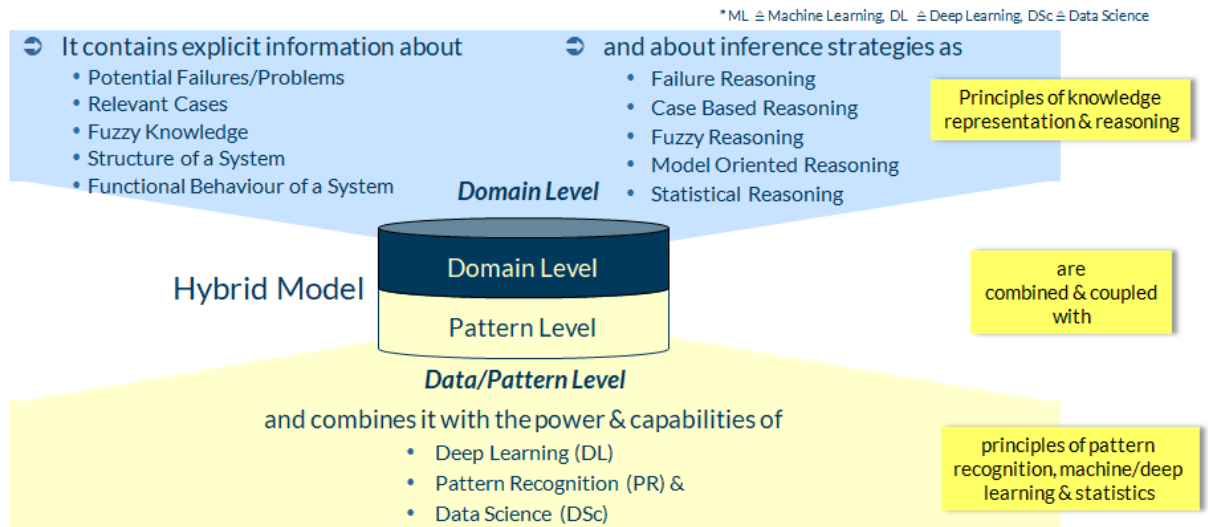 * ML ≙ Machine Learning, DL ≙ Deep Learning, DSc ≙ Data Science
➲ It contains explicit information about
• Potential Failures/Problems
• Relevant Cases
• Fuzzy Knowledge
• Structure of a System
• Functional Behaviour of a System
➲ and about inference strategies as
• Failure Reasoning
• Case Based Reasoning
• Fuzzy Reasoning
• Model Oriented Reasoning
• Statistical Reasoning
Principles of knowledge
representation & reasoning
Domain Level
Hybrid Model
Domain Level
Pattern Level
are
combined & coupled
with
Data/Pattern Level
and combines it with the power & capabilities of
• Deep Learning (DL)
• Pattern Recognition (PR) &
• Data Science (DSc)
principles of pattern
recognition, machine/deep
learning & statistics